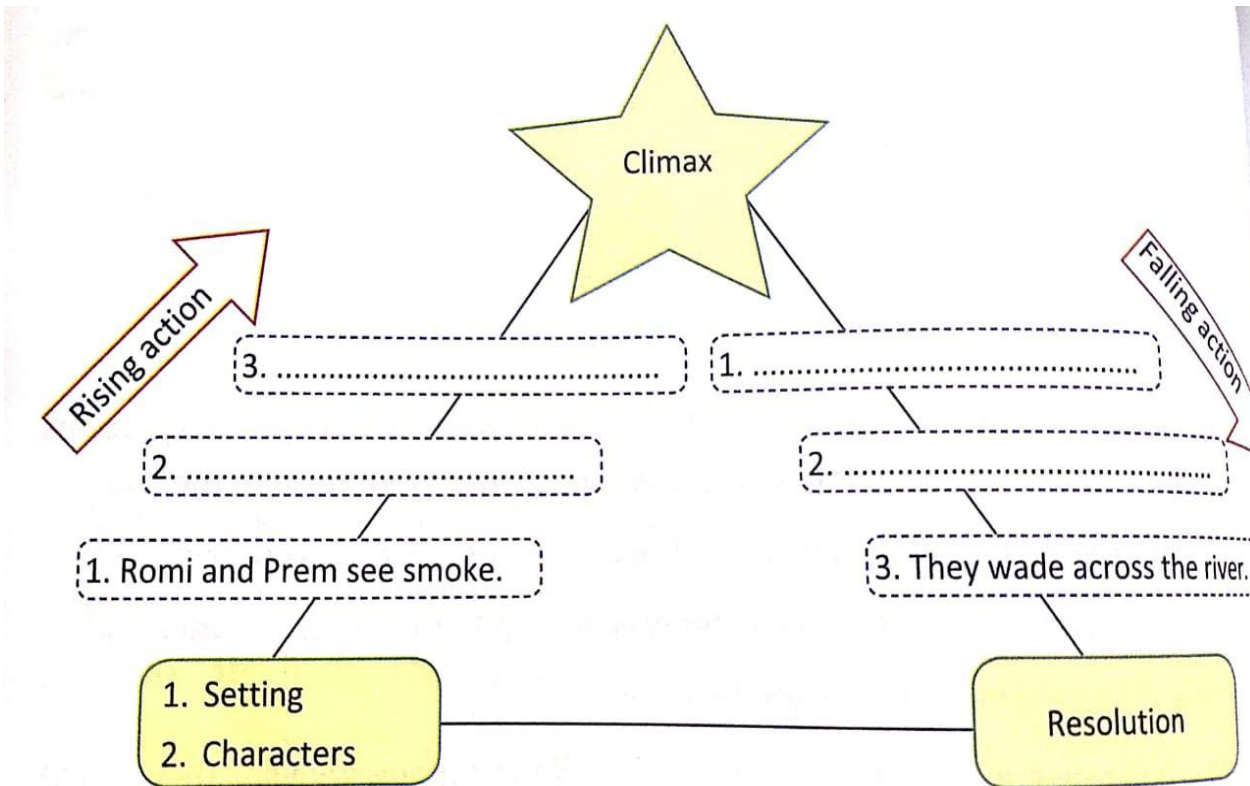 Climax
Rising action
Falling action
3. ................................................
1. ................................................
2. ................................................
2. ................................................
1. Romi and Prem see smoke.
3. They wade across the river.
1. Setting
2. Characters
Resolution